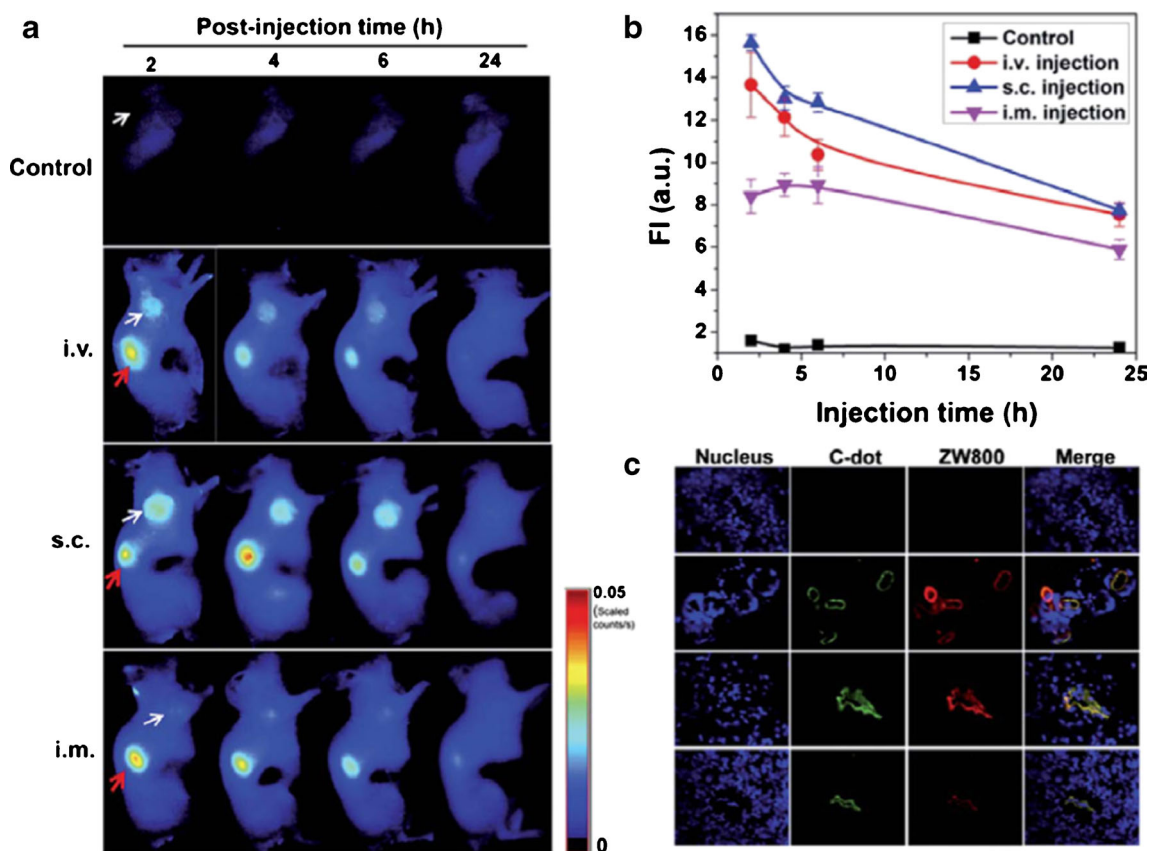 a
Post-injection time (h)
2 4 6 24
Control
i.v.
s.c.
i.m.
0.05
(Scaled
counts/s)
0
b
16
14
12
10
8
6
4
2
FI (a.u.)
Control
i.v. injection
s.c. injection
i.m. injection
0 5 10 15 20 25
Injection time (h)
c
Nucleus C-dot ZW800 Merge